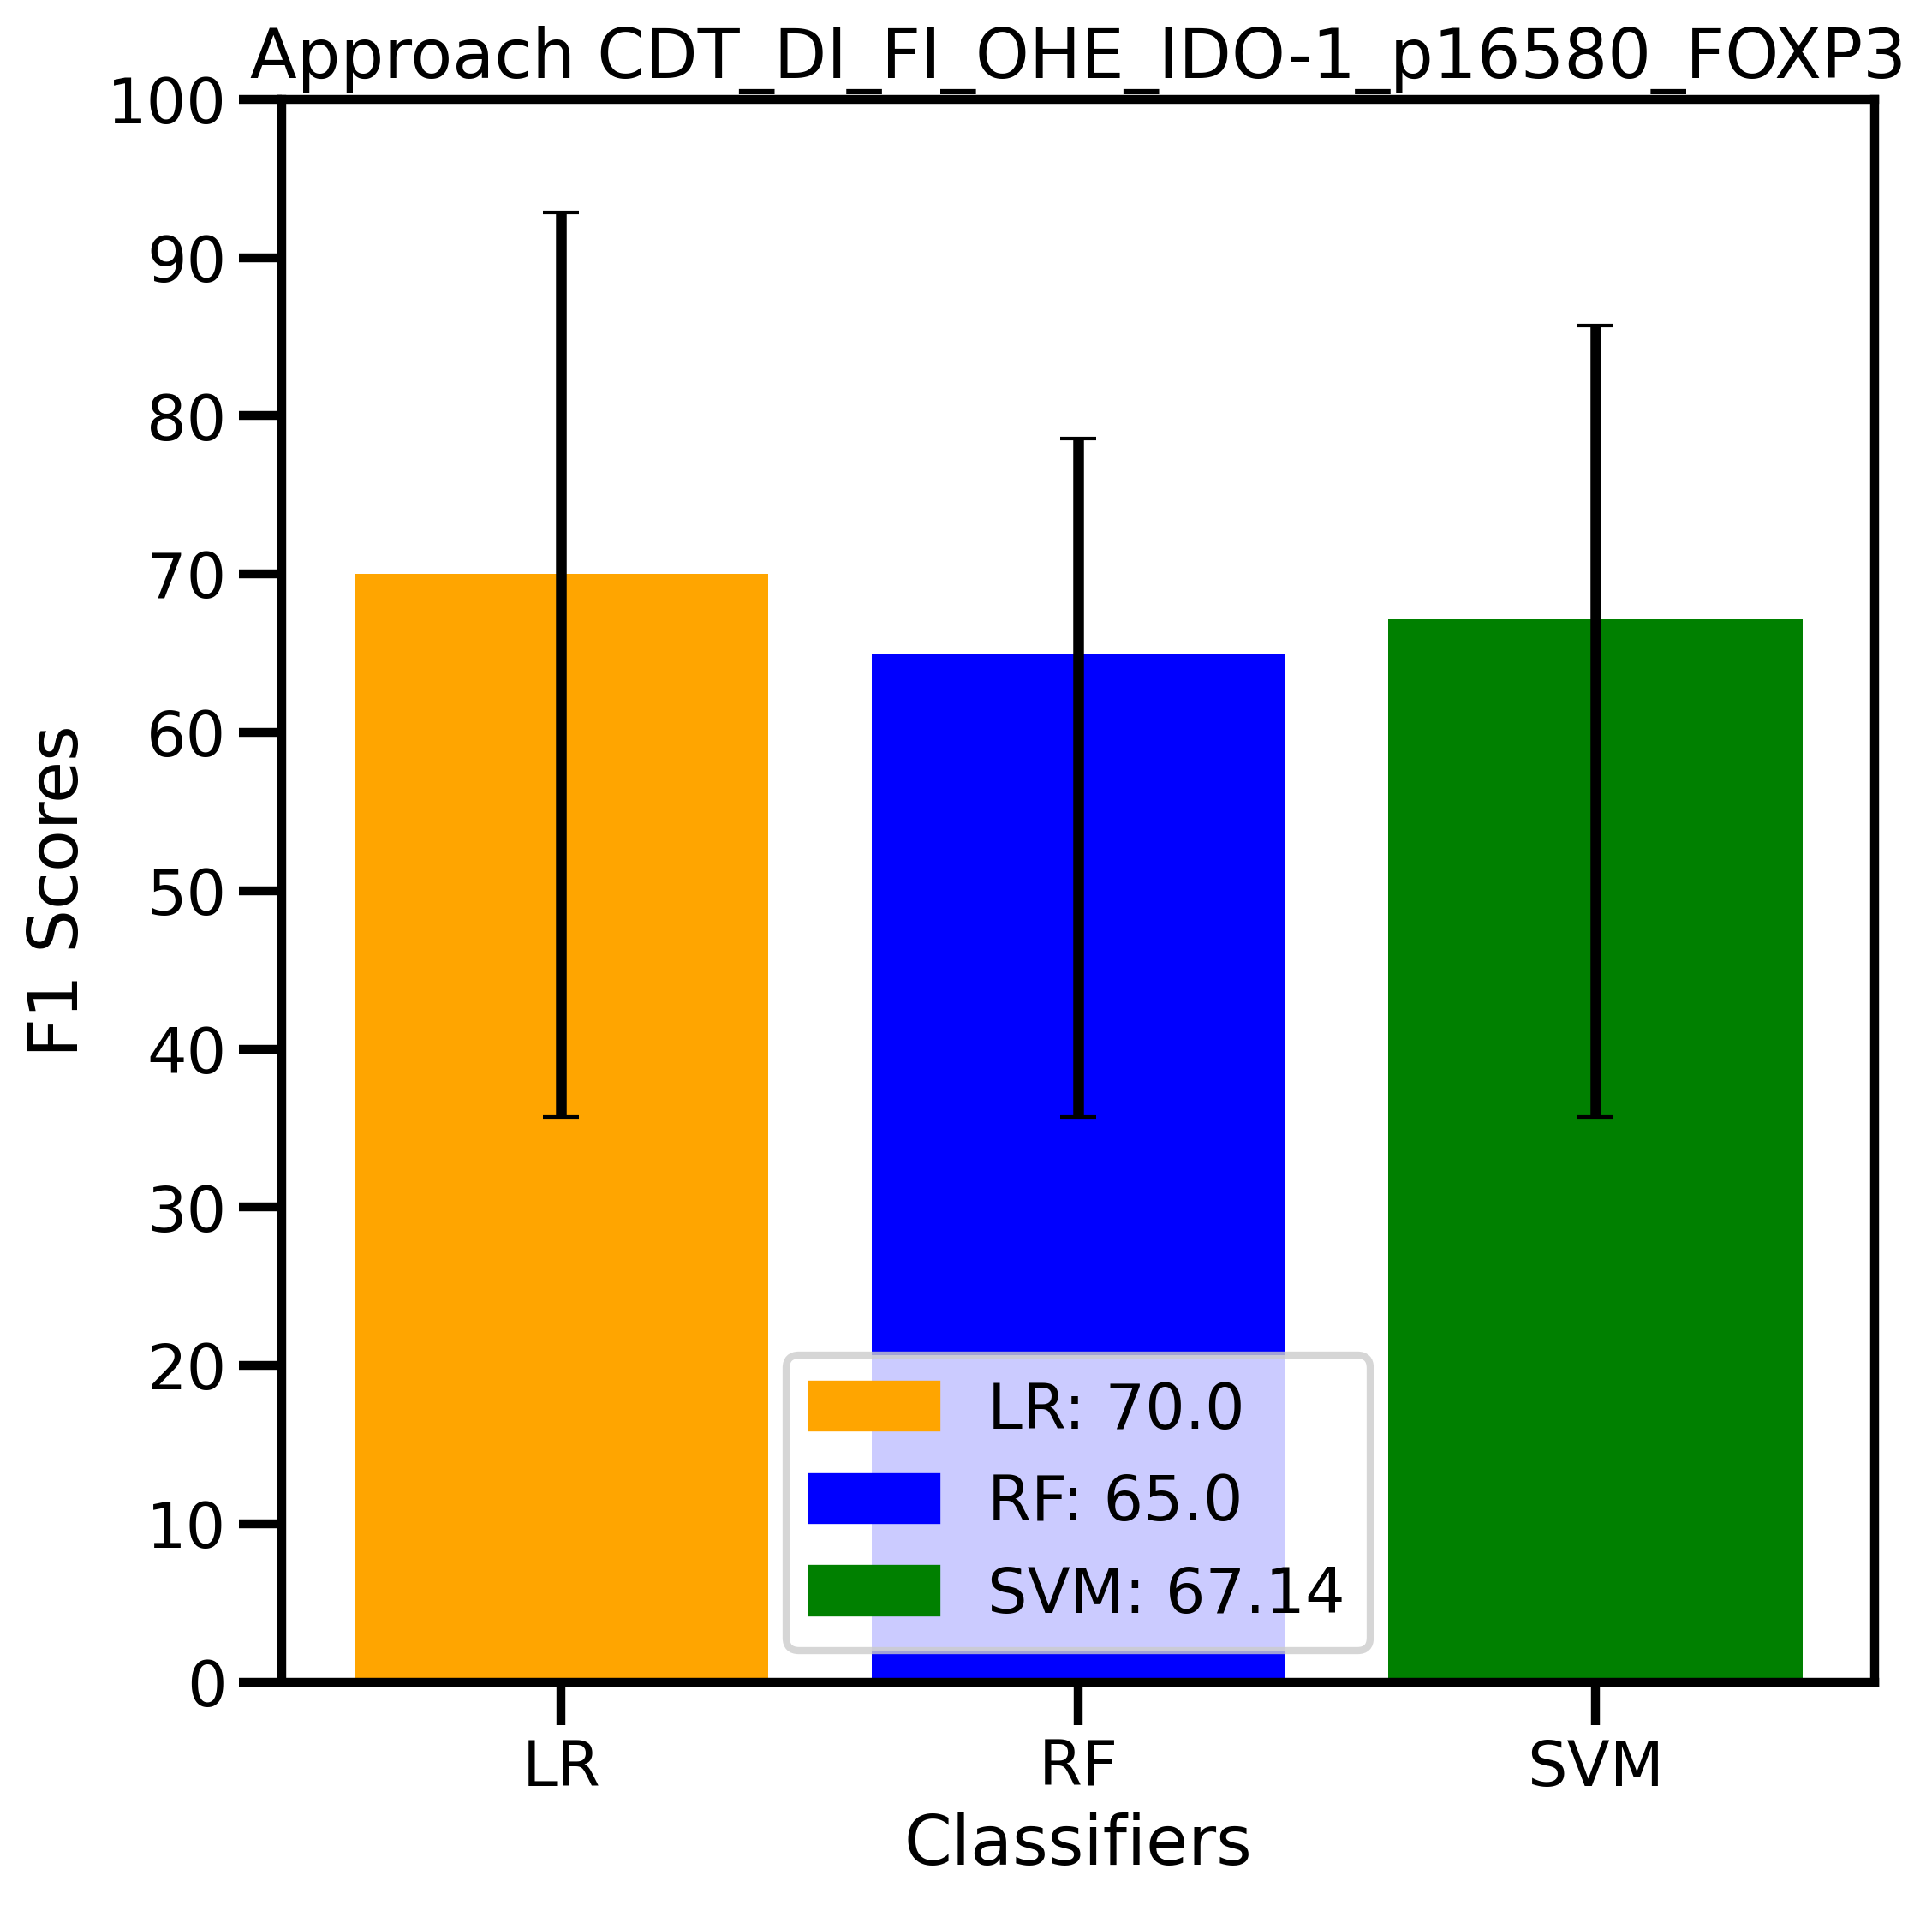 Approach CDT_DI_FI_OHE_IDO-1_p16580_FOXP3
100
90
80
70
60
50
40
30
20
10
0
F1 Scores
LR: 70.0
RF: 65.0
SVM: 67.14
LR
RF
SVM
Classifiers